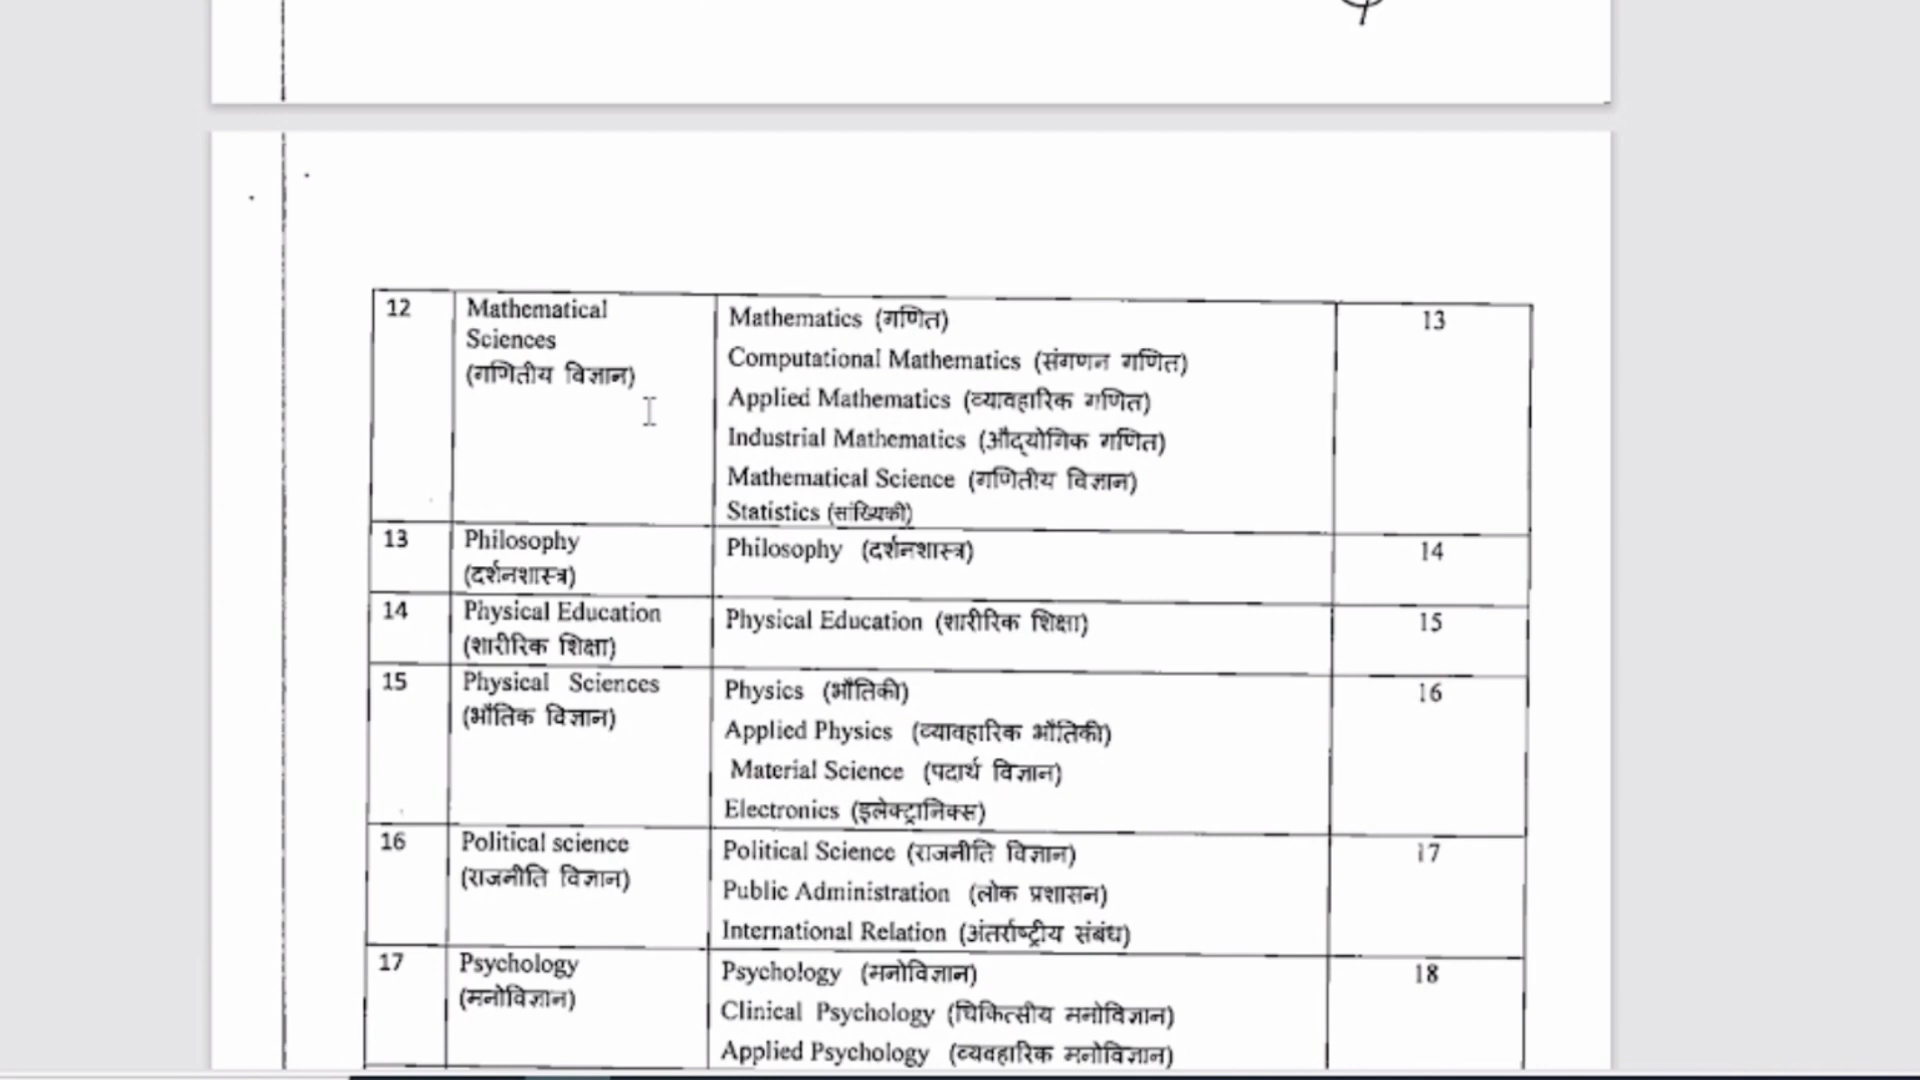 12
Mathematical
Sciences
(गणितीय विज्ञान)
Mathematics (गणित)
Computational Mathematics (संगणन गणित)
Applied Mathematics (व्यावहारिक गणित)
Industrial Mathematics (औद्योगिक गणित)
Mathematical Science (गणितीय विज्ञान)
Statistics (सांख्यिकी)
13
13
Philosophy
(दर्शनशास्त्र)
Philosophy (दर्शनशास्त्र)
14
14
Physical Education
(शारीरिक शिक्षा)
Physical Education (शारीरिक शिक्षा)
15
15
Physical Sciences
(भौतिक विज्ञान)
Physics (भौतिकी)
Applied Physics (व्यावहारिक भौतिकी)
Material Science (पदार्थ विज्ञान)
Electronics (इलेक्ट्रानिक्स)
16
16
Political science
(राजनीति विज्ञान)
Political Science (राजनीति विज्ञान)
Public Administration (लोक प्रशासन)
International Relation (अंतर्राष्ट्रीय संबंध)
17
17
Psychology
(मनोविज्ञान)
Psychology (मनोविज्ञान)
Clinical Psychology (चिकित्सीय मनोविज्ञान)
Applied Psychology (व्यवहारिक मनोविज्ञान)
18